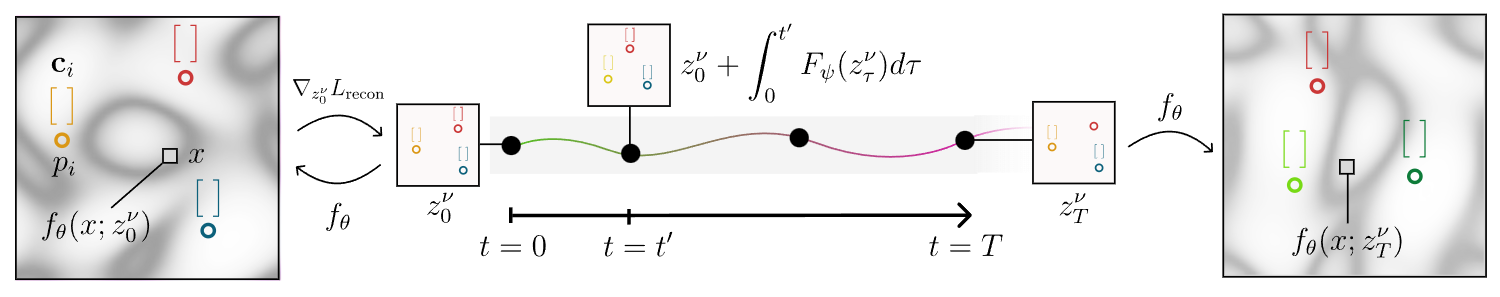 $\mathbf{c}_i$
$p_i$
$x$
$f_\theta(x; z_0^\nu)$
$\nabla_{z_0^\nu} L_{\text{recon}}$
$f_\theta$
$z_0^\nu$
$z_0^\nu + \int_0^{t'} F_\psi(z_\tau^\nu) d\tau$
$t = 0$
$t = t'$
$t = T$
$z_T^\nu$
$f_\theta$
$f_\theta(x; z_T^\nu)$